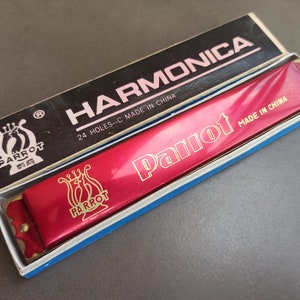 ®
HARMONICA
24 HOLES-C MADE IN CHINA
PARROT
Parrot
MADE IN CHINA
PARROT